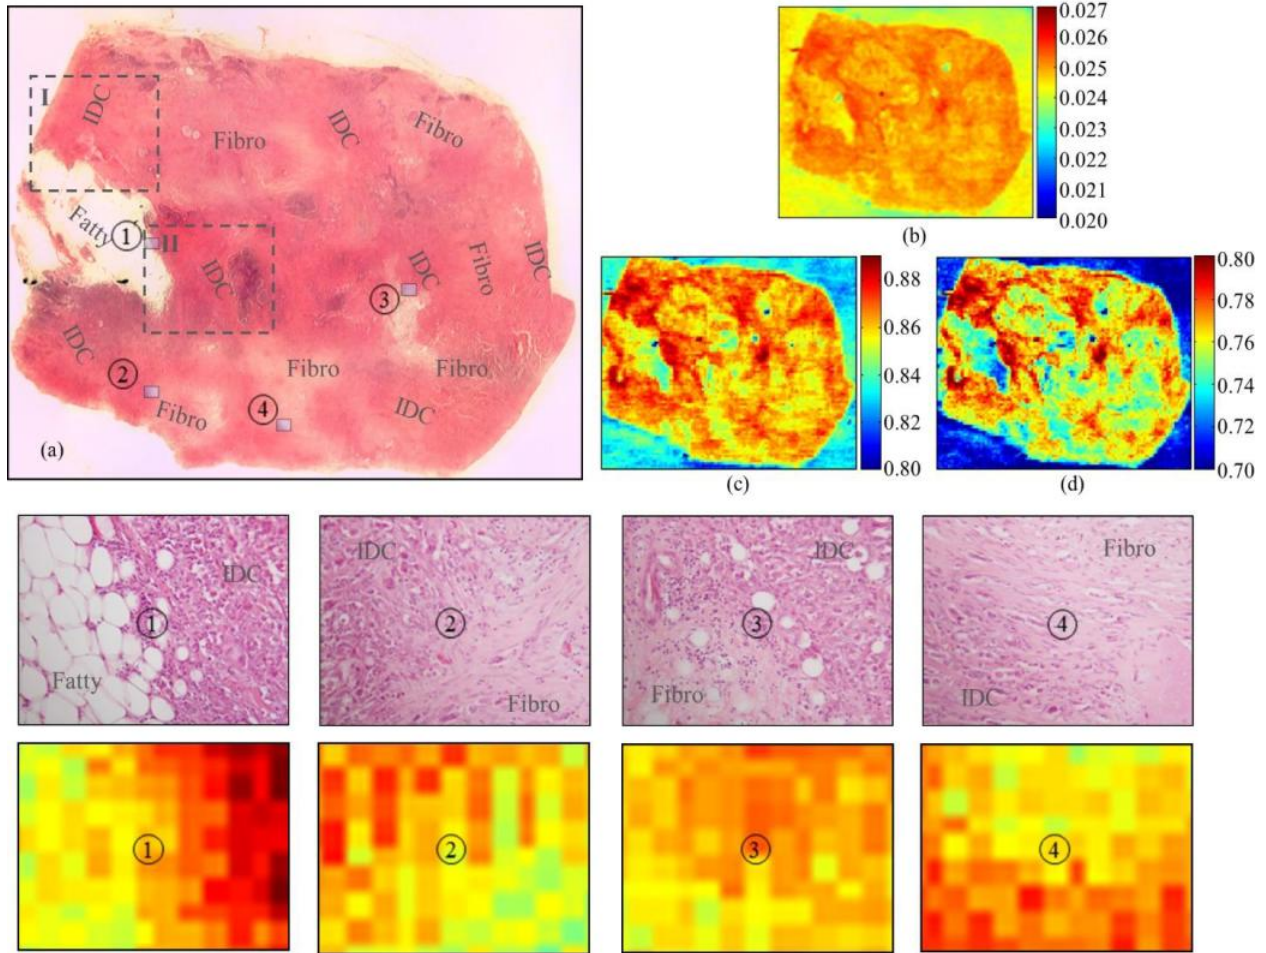 I
IDC
Fibro
IDC
Fibro
Fatty
1
II
IDC
3
IDC
Fibro
IDC
IDC
2
Fibro
4
Fibro
Fibro
IDC
(a)
0.027
0.026
0.025
0.024
0.023
0.022
0.021
0.020
(b)
0.88
0.86
0.84
0.82
0.80
(c)
0.80
0.78
0.76
0.74
0.72
0.70
(d)
IDC
1
Fatty
IDC
2
Fibro
IDC
3
Fibro
Fibro
4
IDC
1
2
3
4